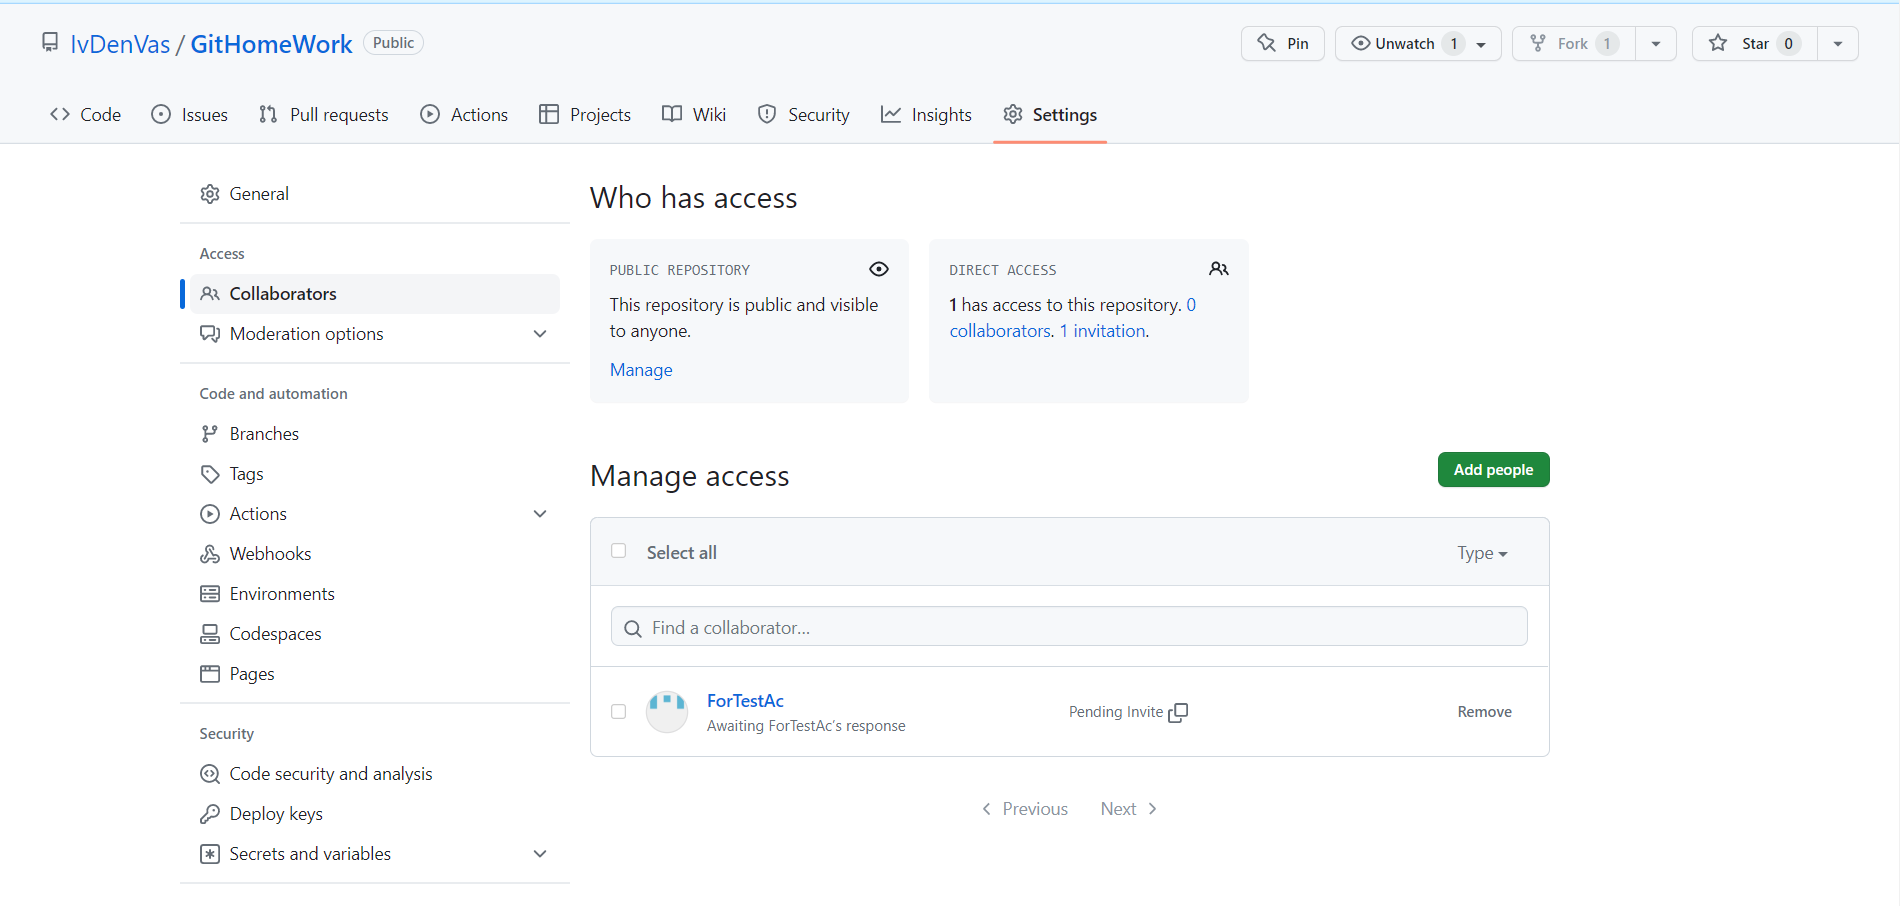 IvDenVas / GitHomeWork Public
Pin Unwatch 1 Fork 1 Star 0
Code Issues Pull requests Actions Projects Wiki Security Insights Settings
General
Access
Collaborators
Moderation options
Code and automation
Branches
Tags
Actions
Webhooks
Environments
Codespaces
Pages
Security
Code security and analysis
Deploy keys
Secrets and variables
Who has access
PUBLIC REPOSITORY
This repository is public and visible
to anyone.
Manage
DIRECT ACCESS
1 has access to this repository. 0
collaborators. 1 invitation.
Manage access
Add people
Select all
Type
Find a collaborator...
ForTestAc
Awaiting ForTestAc's response
Pending Invite
Remove
Previous Next